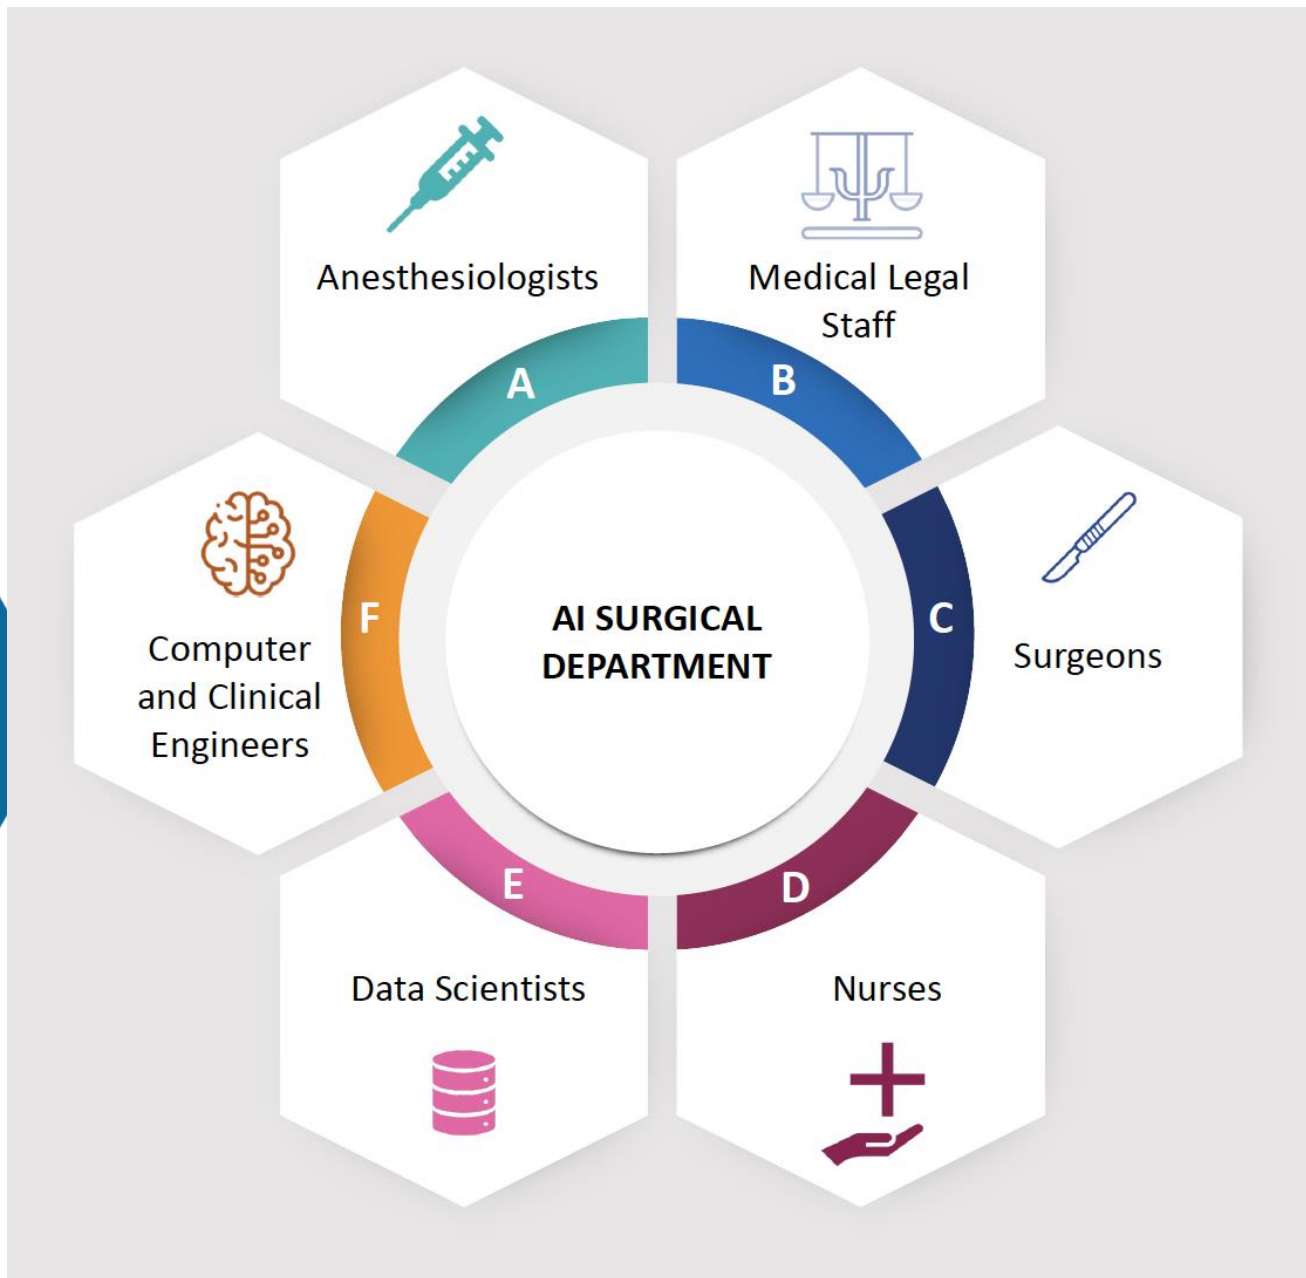 Anesthesiologists
A
Medical Legal
Staff
B
Surgeons
C
Nurses
D
Data Scientists
E
Computer
and Clinical
Engineers
F
AI SURGICAL
DEPARTMENT